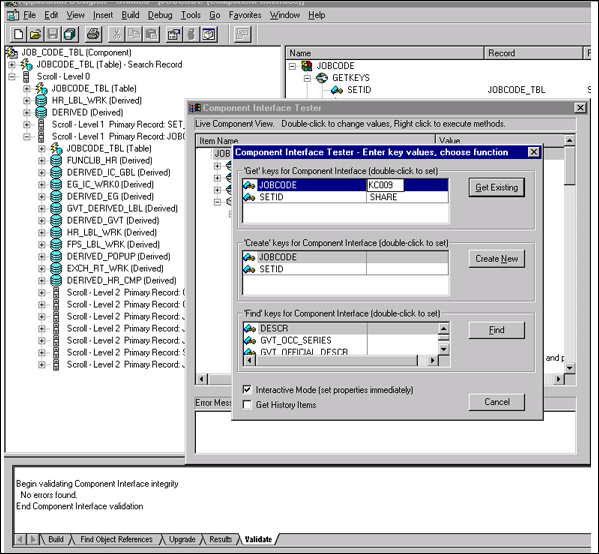 File Edit View Insert Build Debug Tools Go Favorites Window Help
JOB_CODE_TBL (Component)
JOB_CODE_TBL (Table) - Search Record
Scroll - Level 0
JOBCODE_TBL (Table)
HR_LBL_WRK (Derived)
DERIVED (Derived)
Scroll - Level 1 Primary Record: SET_
Scroll - Level 1 Primary Record: JOBC
JOBCODE_TBL (Table)
FUNCLIB_HR (Derived)
DERIVED_IC_GBL (Derived)
EG_IC_WRK0 (Derived)
DERIVED_EG (Derived)
GVT_DERIVED_LBL (Derived)
DERIVED_GVT (Derived)
HR_LBL_WRK (Derived)
FPS_LBL_WRK (Derived)
DERIVED_POPUP (Derived)
EXCH_RT_WRK (Derived)
DERIVED_HR_CMP (Derived)
Scroll - Level 2 Primary Record:
Scroll - Level 2 Primary Record:
Scroll - Level 2 Primary Record: J
Scroll - Level 2 Primary Record: J
Scroll - Level 2 Primary Record: S
Scroll - Level 2 Primary Record: J
Name Record F
JOBCODE
GETKEYS
SETID JOBCODE_TBL S
Component Interface Tester
Live Component View. Double-click to change values, Right click to execute methods.
Item Name Value
JOB
Component Interface Tester - Enter key values, choose function
'Get' keys for Component Interface (double-click to set)
JOBCODE KC009
SETID SHARE
Get Existing
'Create' keys for Component Interface (double-click to set)
JOBCODE
SETID
Create New
'Find' keys for Component Interface (double-click to set)
DESCR
GVT_OCC_SERIES
GVT_OFFICIAL_DESCR
Find
and p
Interactive Mode (set properties immediately)
Get History Items
Cancel
Error Mess
Begin validating Component Interface integrity
No errors found.
End Component Interface validation
Build Find Object References Upgrade Results Validate